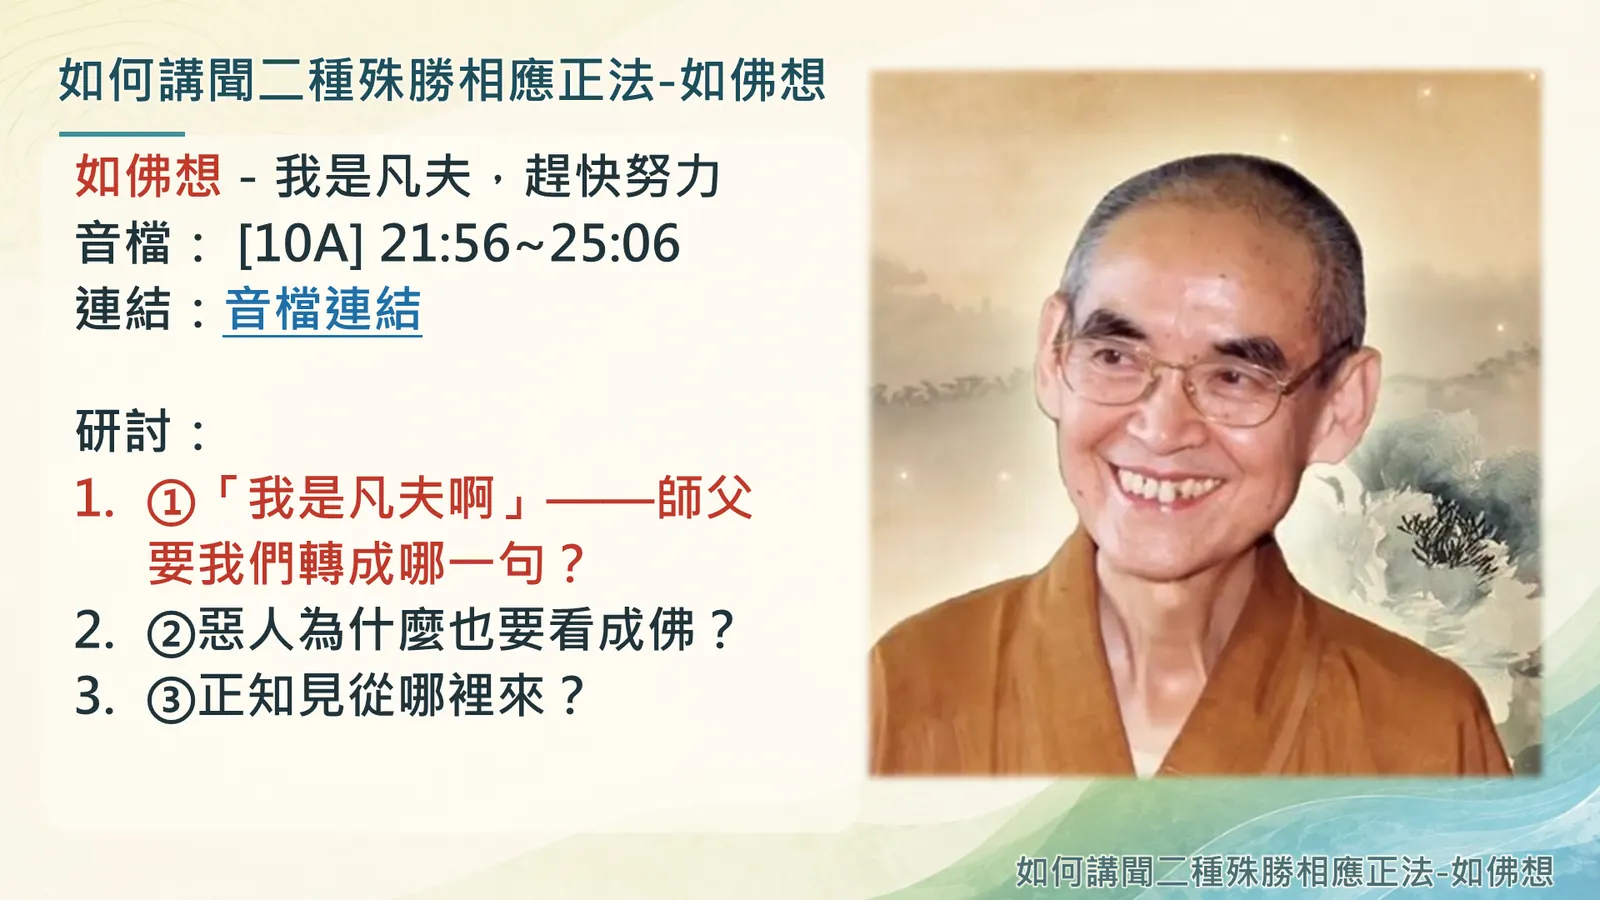 如何講聞二種殊勝相應正法-如佛想
如佛想 - 我是凡夫，趕快努力
音檔： [10A] 21:56~25:06
連結：音檔連結
研討：
1. ①「我是凡夫啊」——師父
要我們轉成哪一句？
2. ②惡人為什麼也要看成佛？
3. ③正知見從哪裡來？
如何講聞二種殊勝相應正法-如佛想